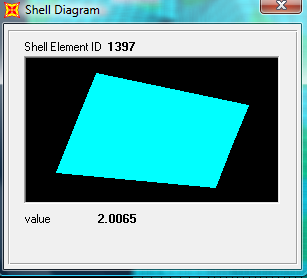 Shell Diagram
Shell Element ID 1397
value 2.0065